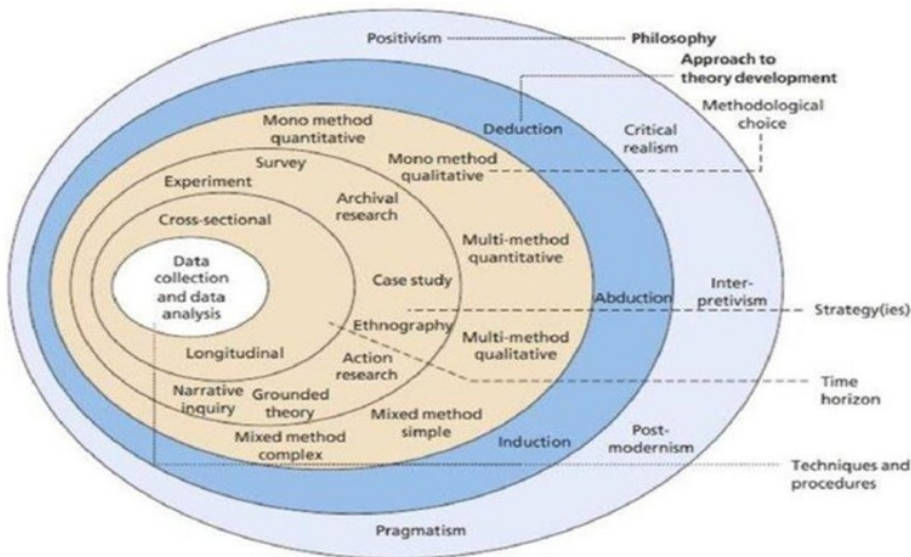 Positivism
Philosophy
Approach to
theory development
Methodological
choice
Mono method
quantitative
Deduction
Critical
realism
Survey
Mono method
qualitative
Experiment
Archival
research
Cross-sectional
Data
collection
and data
analysis
Multi-method
quantitative
Case study
Abduction
Inter-
pretivism
Strategy(ies)
Ethnography
Multi-method
qualitative
Longitudinal
Action
research
Time
horizon
Narrative
inquiry
Grounded
theory
Mixed method
simple
Mixed method
complex
Induction
Post-
modernism
Techniques and
procedures
Pragmatism